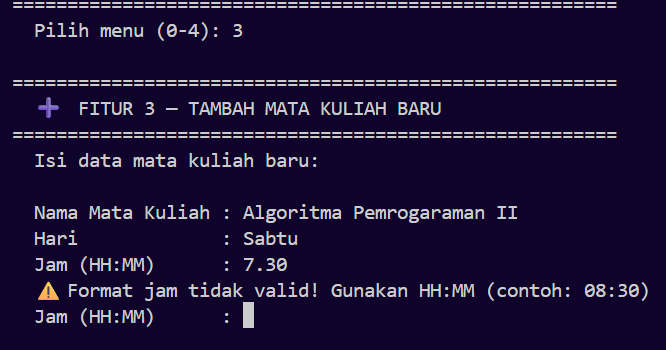 ========================================================
Pilih menu (0-4): 3
========================================================
➕ FITUR 3 — TAMBAH MATA KULIAH BARU
========================================================
Isi data mata kuliah baru:
Nama Mata Kuliah : Algoritma Pemrogaraman II
Hari : Sabtu
Jam (HH:MM) : 7.30
⚠️ Format jam tidak valid! Gunakan HH:MM (contoh: 08:30)
Jam (HH:MM) :